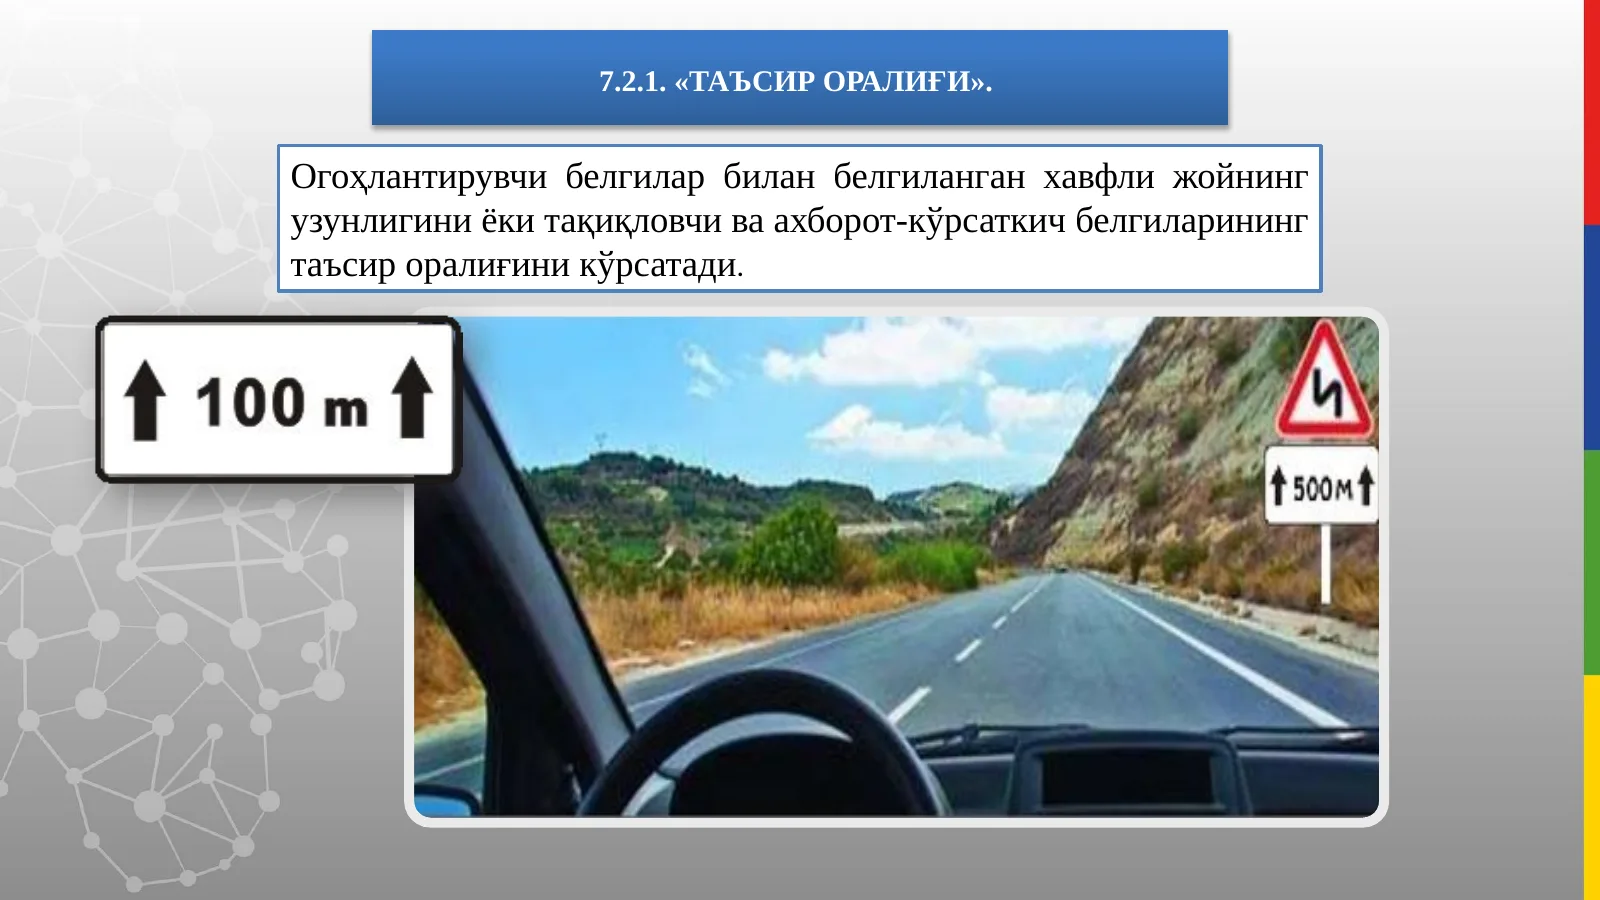 7.2.1. «ТАЪСИР ОРАЛИҒИ».
Огоҳлантирувчи белгилар билан белгиланган хавфли жойнинг
узунлигини ёки тақиқловчи ва ахборот-кўрсаткич белгиларининг
таъсир оралиғини кўрсатади.
100 m
500м